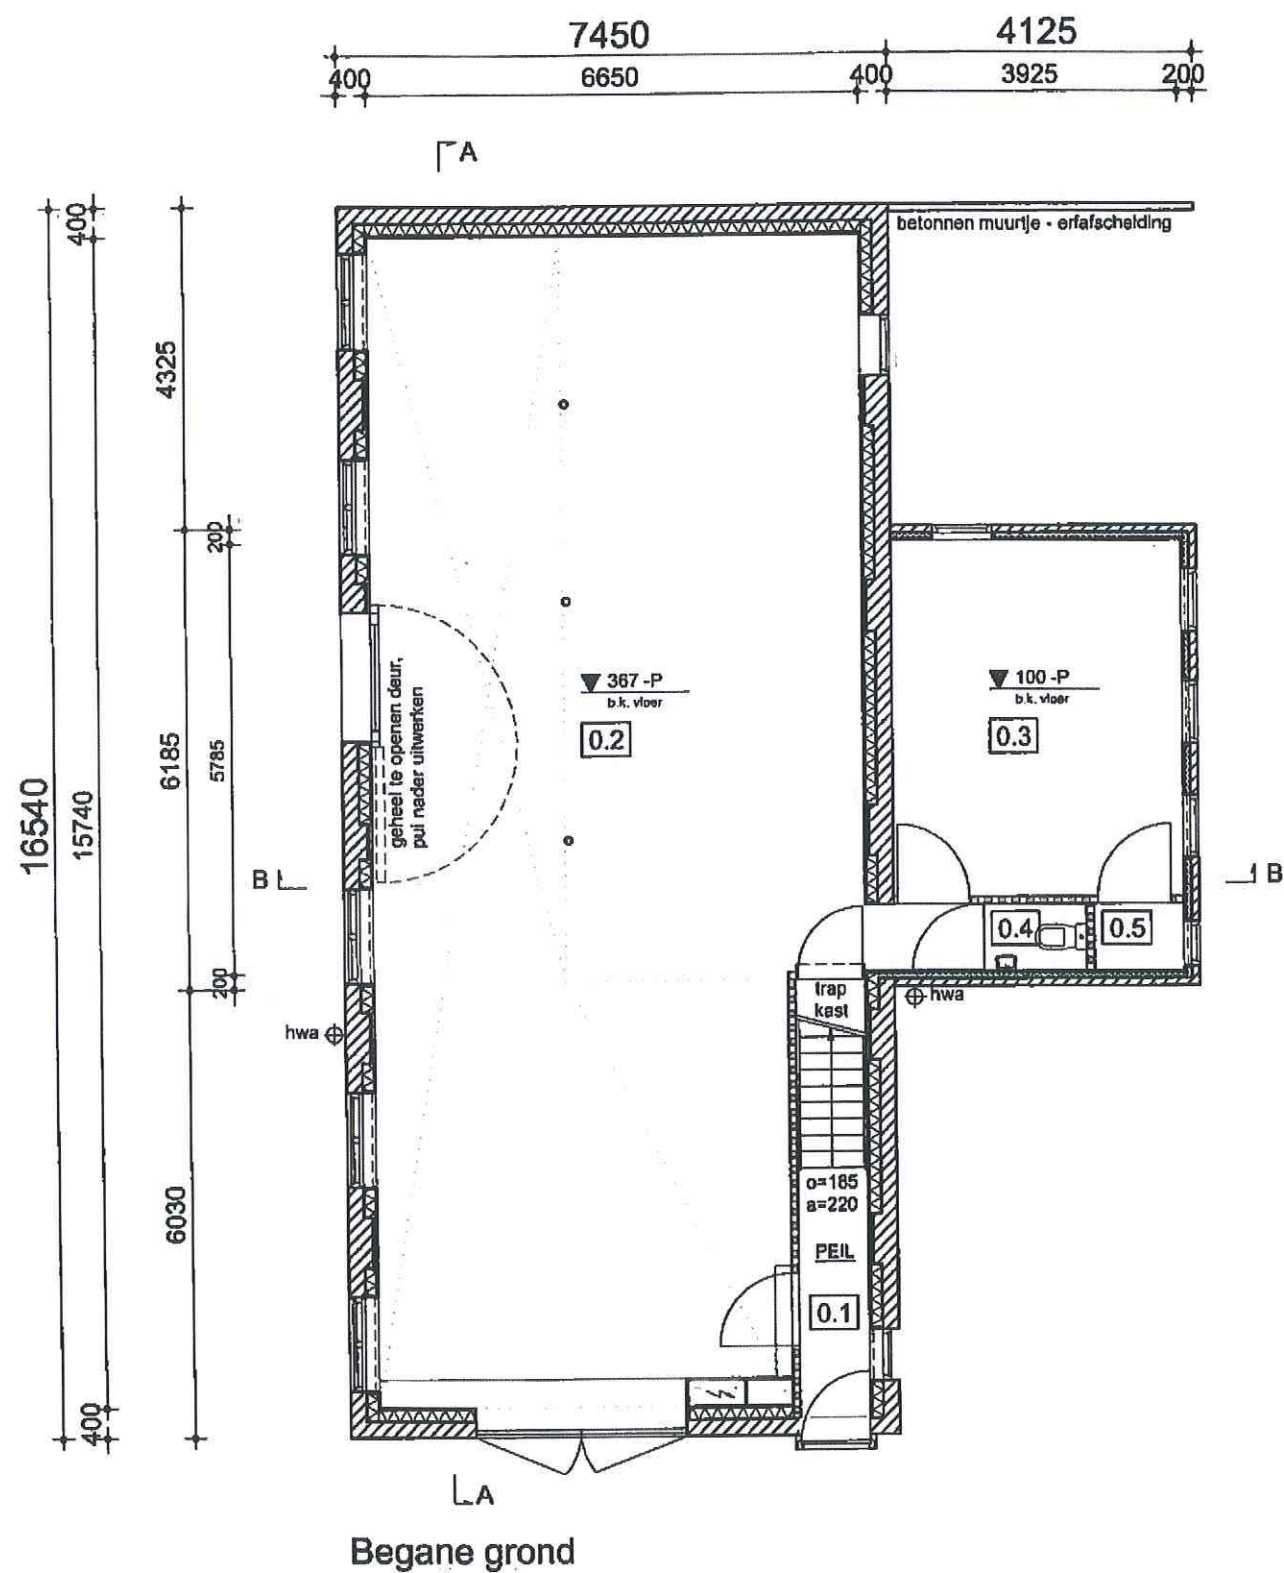 7450 4125
400 6650 400 3925 200
A
400
betonnen muurtje - erfafscheiding
4325
200
geheel te openen deur,
pui nader uitwerken
367 -P
b.k. vloer
0.2
100 -P
b.k. vloer
0.3
16540
15740
6185
5785
B
B
0.4
0.5
200
trap
kast
hwa
hwa
6030
o=185
a=220
PEIL
0.1
400
A
Begane grond